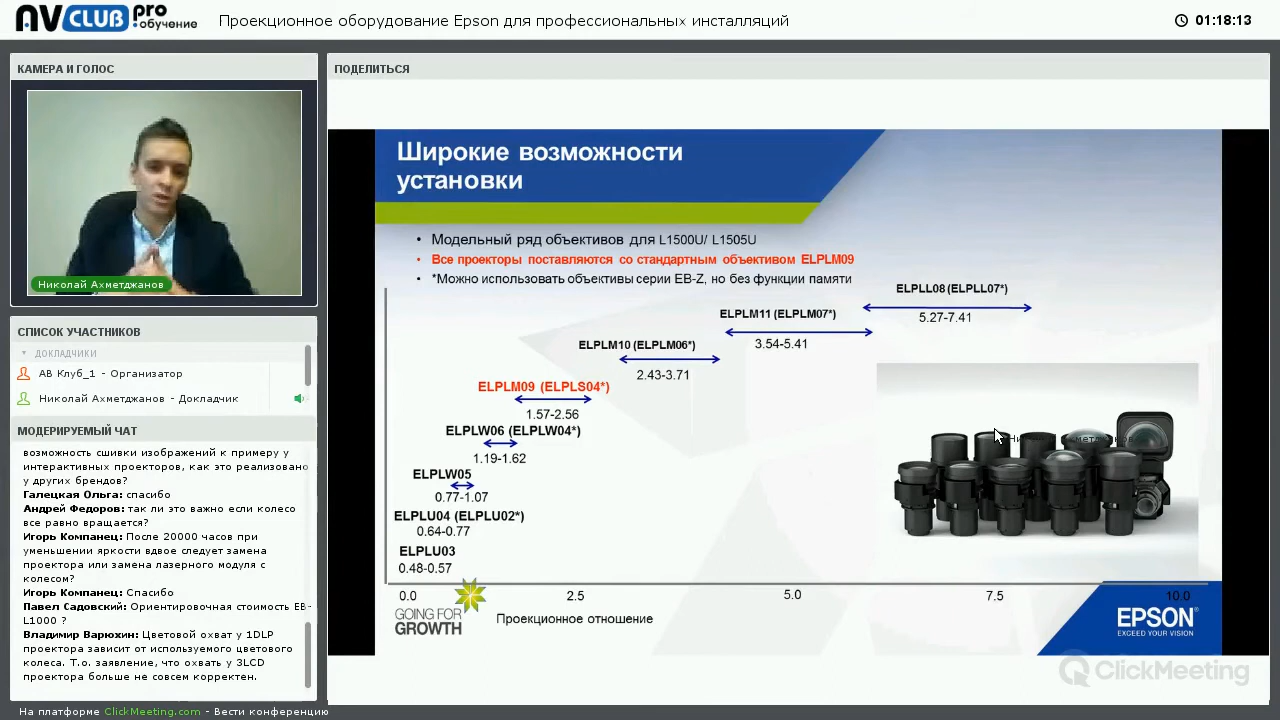 AV CLUB pro обучение
Проекционное оборудование Epson для профессиональных инсталляций
01:18:13
КАМЕРА И ГОЛОС
Николай Ахметджанов
СПИСОК УЧАСТНИКОВ
ДОКЛАДЧИКИ
АВ Клуб_1 - Организатор
Николай Ахметджанов - Докладчик
МОДЕРИРУЕМЫЙ ЧАТ
возможность сшивки изображений к примеру у
интерактивных проекторов, как это реализовано
у других брендов?
Галецкая Ольга: спасибо
Андрей Федоров: так ли это важно если колесо
все равно вращается?
Игорь Компанец: После 20000 часов при
уменьшении яркости вдвое следует замена
проектора или замена лазерного модуля с
колесом?
Игорь Компанец: Спасибо
Павел Садовский: Ориентировочная стоимость EB-
L1000 ?
Владимир Варюхин: Цветовой охват у 1DLP
проектора зависит от используемого цветового
колеса. Т.о. заявление, что охвать у 3LCD
проектора больше не совсем корректен.
На платформе ClickMeeting.com - Вести конференцию
ПОДЕЛИТЬСЯ
Широкие возможности
установки
• Модельный ряд объективов для L1500U/ L1505U
• Все проекторы поставляются со стандартным объективом ELPLM09
• *Можно использовать объективы серии EB-Z, но без функции памяти
ELPLL08 (ELPLL07*)
5.27-7.41
ELPLM11 (ELPLM07*)
3.54-5.41
ELPLM10 (ELPLM06*)
2.43-3.71
ELPLM09 (ELPLS04*)
1.57-2.56
ELPLW06 (ELPLW04*)
1.19-1.62
ELPLW05
0.77-1.07
ELPLU04 (ELPLU02*)
0.64-0.77
ELPLU03
0.48-0.57
0.0 2.5 5.0 7.5 10.0
Проекционное отношение
GOING FOR
GROWTH
EPSON
EXCEED YOUR VISION
ClickMeeting